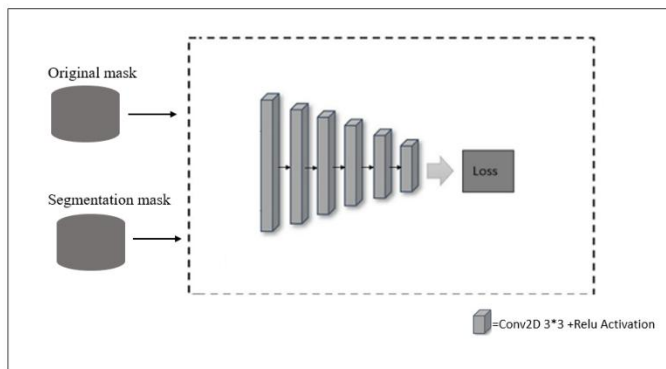 Original mask
Segmentation mask
Loss
=Conv2D 3*3 +Relu Activation